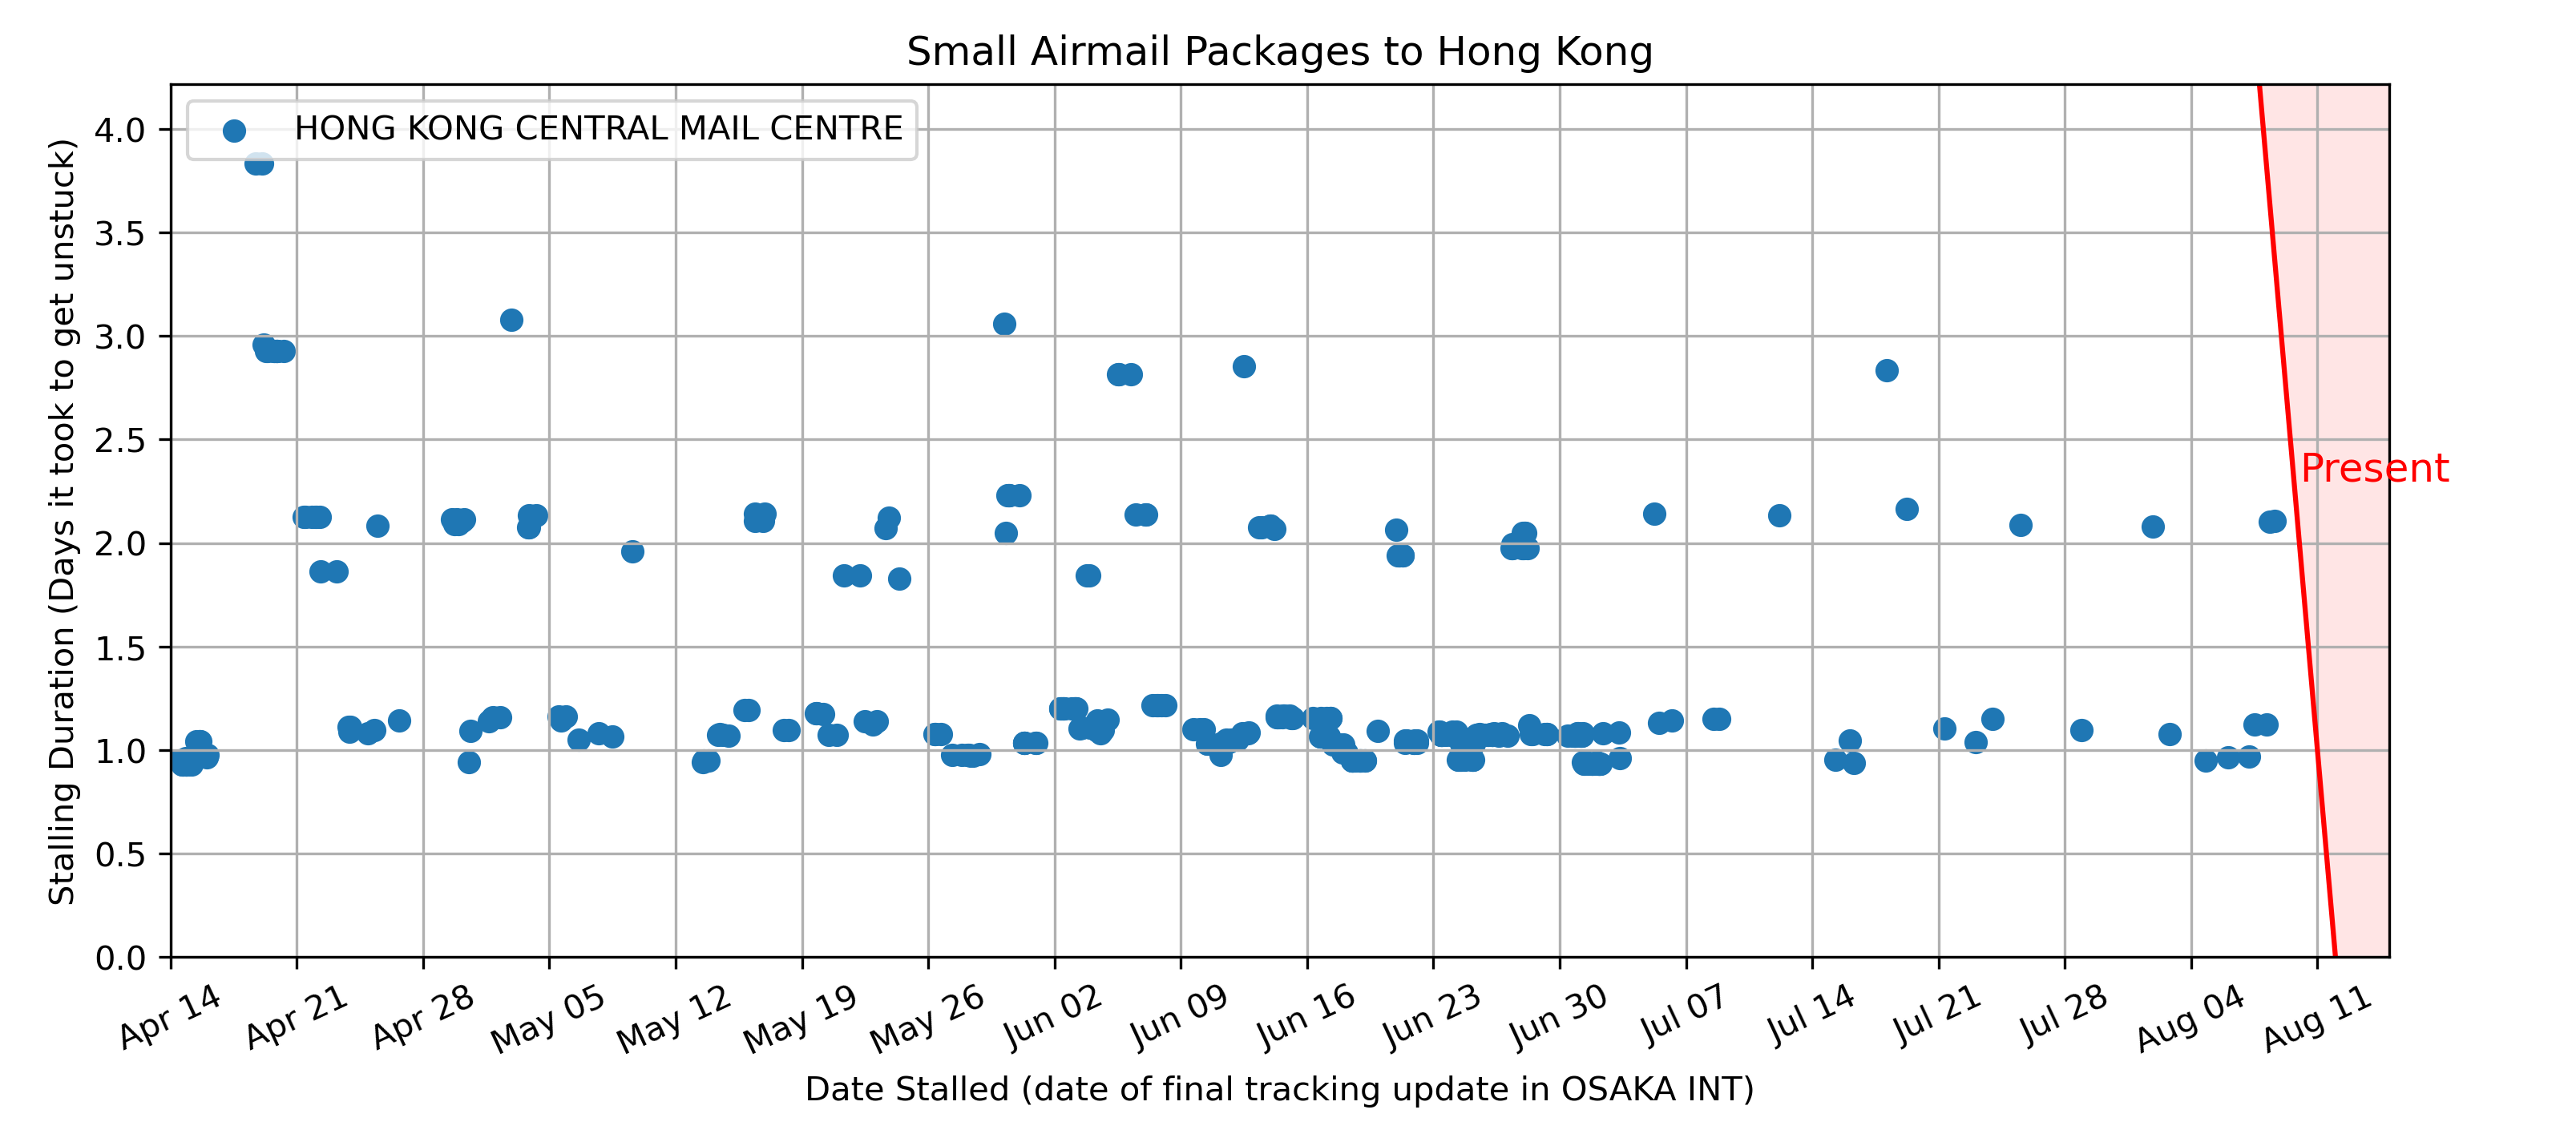 Small Airmail Packages to Hong Kong
HONG KONG CENTRAL MAIL CENTRE
Stalling Duration (Days it took to get unstuck)
4.0
3.5
3.0
2.5
2.0
1.5
1.0
0.5
0.0
Present
Apr 14
Apr 21
Apr 28
May 05
May 12
May 19
May 26
Jun 02
Jun 09
Jun 16
Jun 23
Jun 30
Jul 07
Jul 14
Jul 21
Jul 28
Aug 04
Aug 11
Date Stalled (date of final tracking update in OSAKA INT)